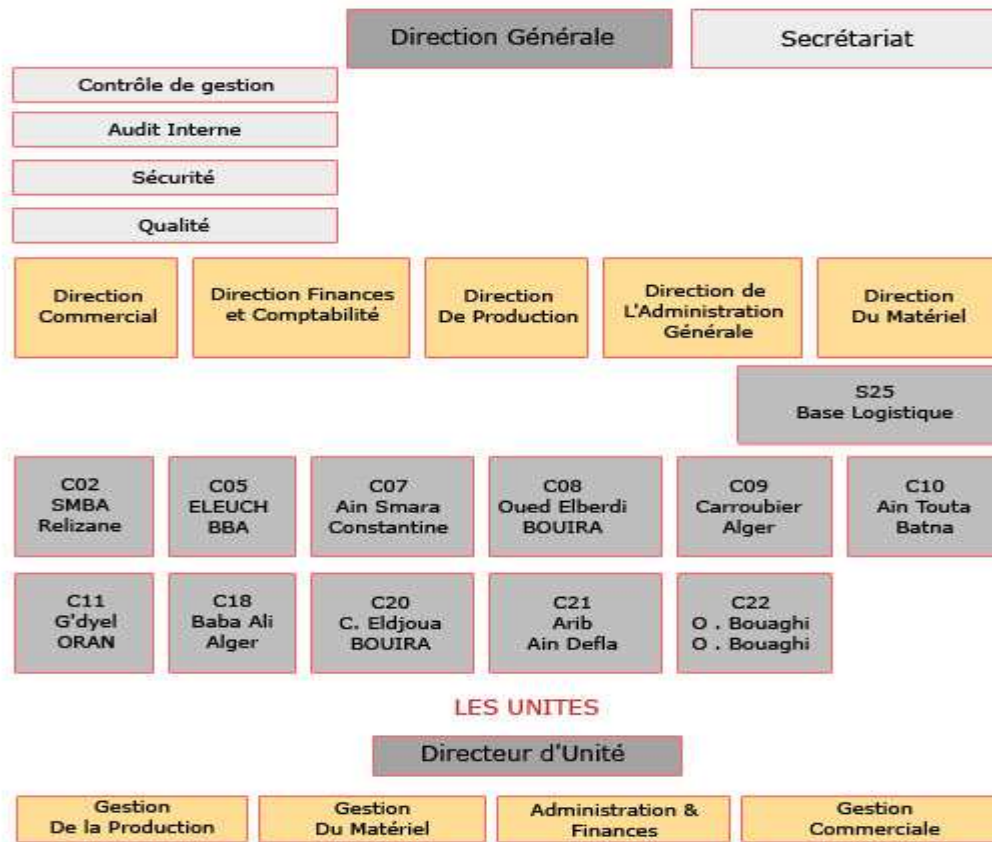 Direction Générale
Secrétariat
Contrôle de gestion
Audit Interne
Sécurité
Qualité
Direction
Commercial
Direction Finances
et Comptabilité
Direction
De Production
Direction de
L'Administration
Générale
Direction
Du Matériel
S25
Base Logistique
C02
SMBA
Relizane
C05
ELEUCH
BBA
C07
Ain Smara
Constantine
C08
Oued Elberdi
BOUIRA
C09
Carroubier
Alger
C10
Ain Touta
Batna
C11
G'dyel
ORAN
C18
Baba Ali
Alger
C20
C. Eldjoua
BOUIRA
C21
Arib
Ain Defla
C22
O . Bouaghi
O . Bouaghi
LES UNITES
Directeur d'Unité
Gestion
De la Production
Gestion
Du Matériel
Administration &
Finances
Gestion
Commerciale